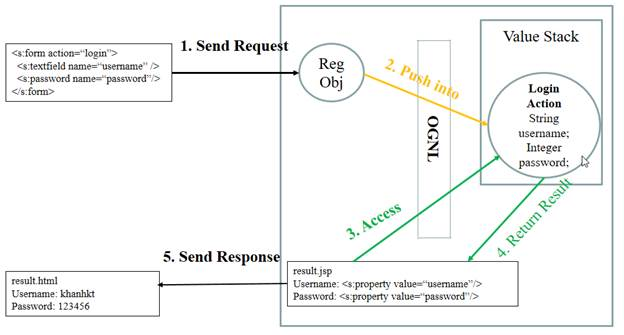 <s:form action=“login”>
<s:textfield name=“username” />
<s:password name=“password”/>
</s:form>
1. Send Request
Reg
Obj
2. Push into
OGNL
Value Stack
Login
Action
String
username;
Integer
password;
3. Access
4. Return Result
5. Send Response
result.jsp
Username: <s:property value=“username”/>
Password: <s:property value=“password”/>
result.html
Username: khanhkt
Password: 123456